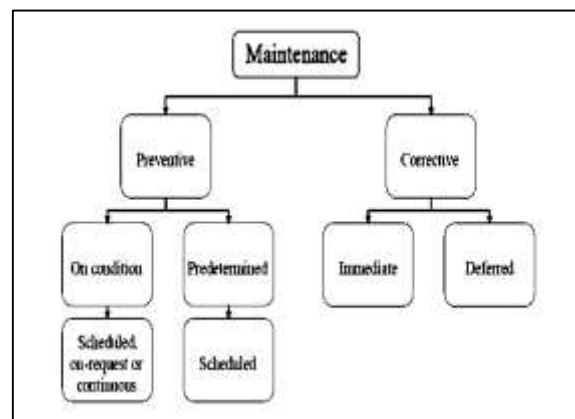 Maintenance
Preventive
Corrective
On condition
Predetermined
Immediate
Deferred
Scheduled,
on-request or
continuous
Scheduled